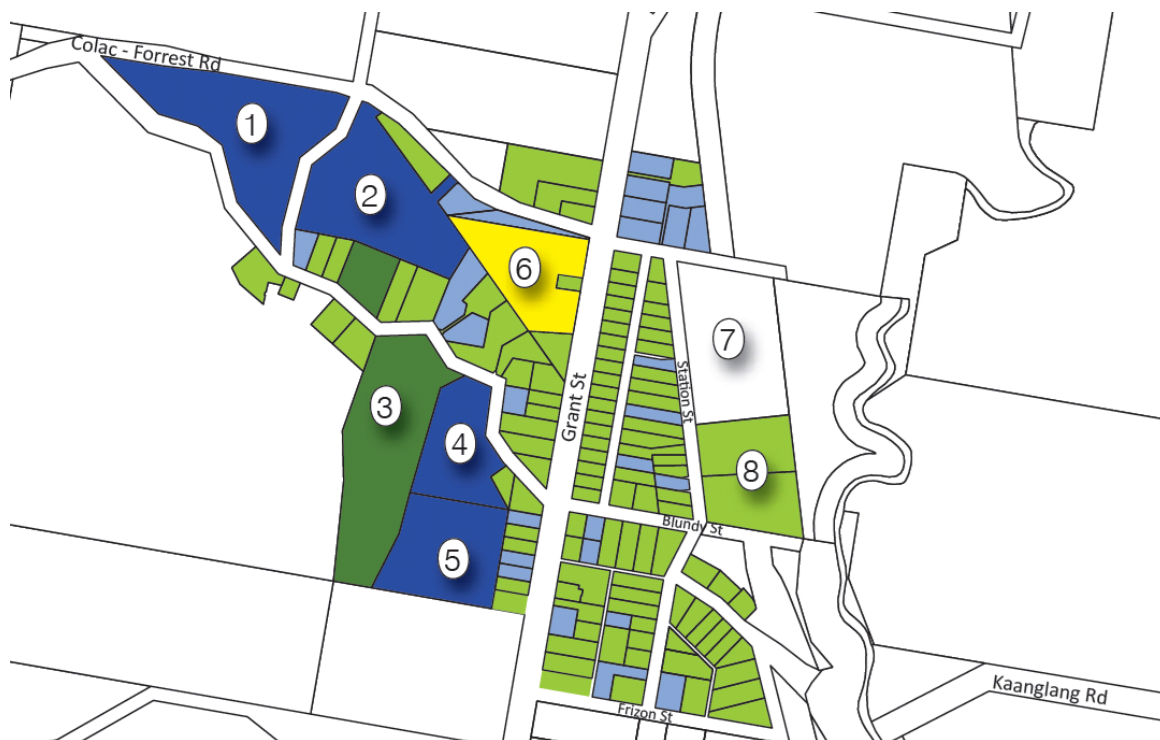 Colac - Forrest Rd
1
2
6
7
Station St
3
Grant St
4
8
Blundy St
5
Kaanglang Rd
Frizon St